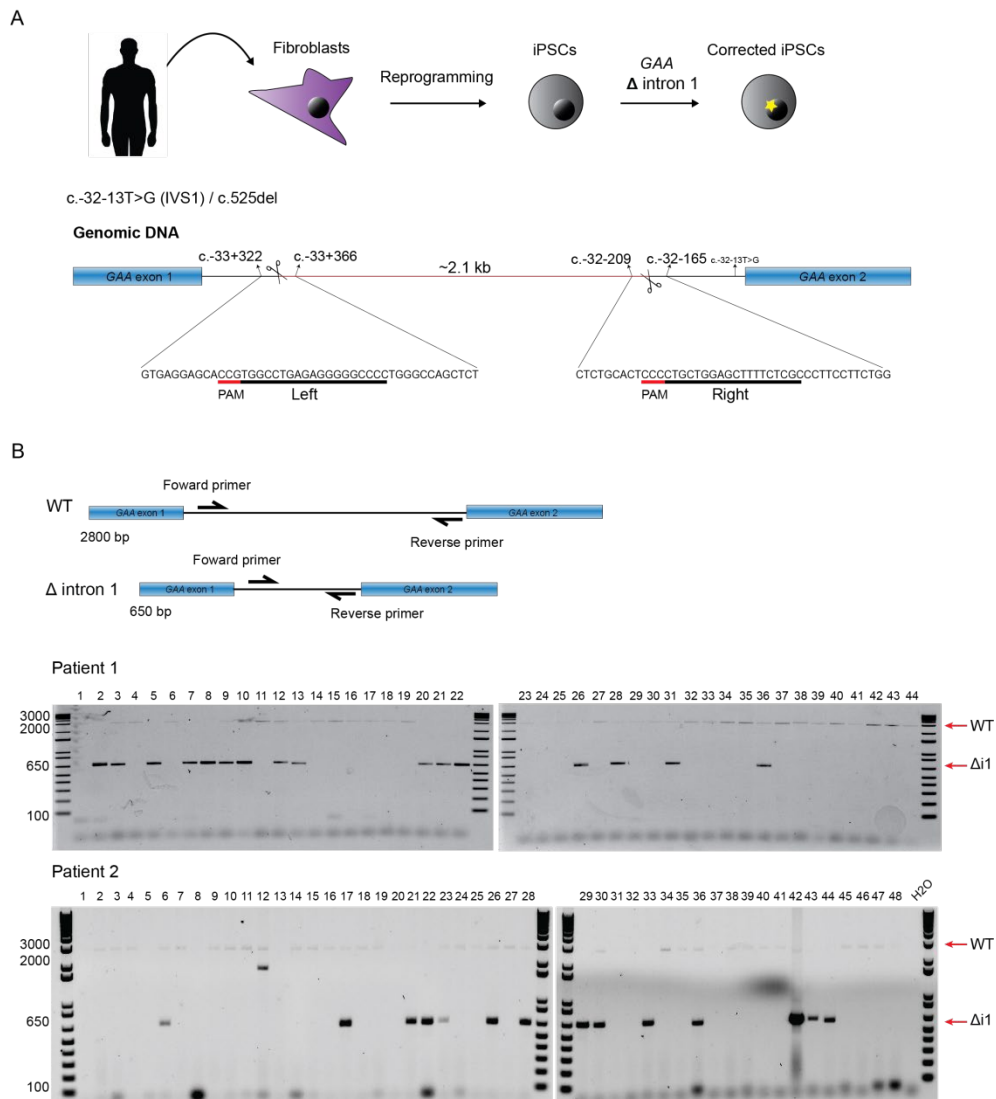 A
Fibroblasts
Reprogramming
iPSCs
GAA
Δ intron 1
Corrected iPSCs
c.-32-13T>G (IVS1) / c.525del
Genomic DNA
GAA exon 1
c.-33+322
c.-33+366
~2.1 kb
c.-32-209
c.-32-165
c.-32-13T>G
GAA exon 2
GTGAGGAGCACCGTGGCCTGAGAGGGGGCCCCTGGGCCAGCTCT
PAM
Left
CTCTGCACTCCCCTGCTGGAGCTTTTCTCGCCCTTCCTTCTGG
PAM
Right
B
WT
GAA exon 1
Foward primer
GAA exon 2
2800 bp
Reverse primer
Foward primer
Δ intron 1
GAA exon 1
GAA exon 2
650 bp
Reverse primer
Patient 1
1 2 3 4 5 6 7 8 9 10 11 12 13 14 15 16 17 18 19 20 21 22
23 24 25 26 27 28 29 30 31 32 33 34 35 36 37 38 39 40 41 42 43 44
3000
2000
650
100
WT
Δi1
Patient 2
1 2 3 4 5 6 7 8 9 10 11 12 13 14 15 16 17 18 19 20 21 22 23 24 25 26 27 28
29 30 31 32 33 34 35 36 37 38 39 40 41 42 43 44 45 46 47 48 H2O
3000
2000
650
100
WT
Δi1